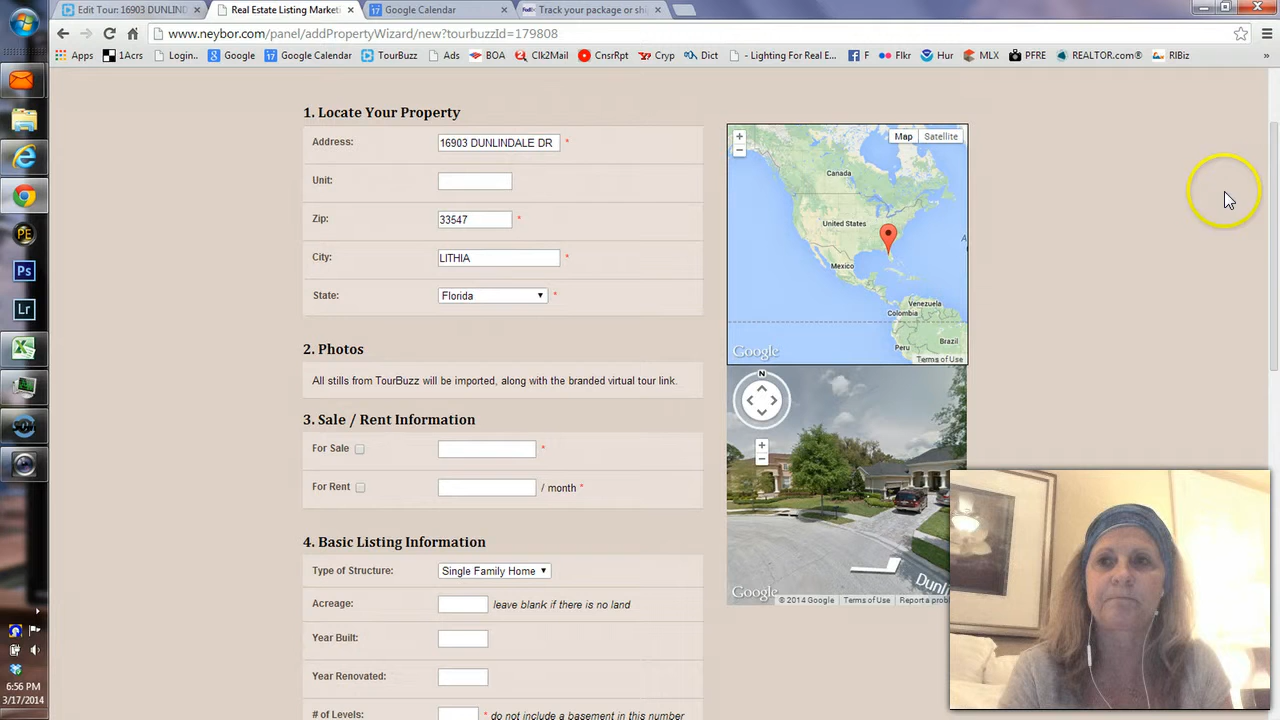 Edit Tour: 16903 DUNLIND
Real Estate Listing Marketi
Google Calendar
Track your package or shi
www.neybor.com/panel/addPropertyWizard/new?tourbuzzId=179808
Apps 1Acrs Login.. Google Google Calendar TourBuzz Ads BOA Clk2Mail CnsrRpt Cryp Dict - Lighting For Real E... F Flkr Hur MLX PFRE REALTOR.com® RIBiz »
1. Locate Your Property
Address: 16903 DUNLINDALE DR *
Unit:
Zip: 33547 *
City: LITHIA *
State: Florida *
2. Photos
All stills from TourBuzz will be imported, along with the branded virtual tour link.
3. Sale / Rent Information
For Sale *
For Rent / month *
4. Basic Listing Information
Type of Structure: Single Family Home
Acreage: leave blank if there is no land
Year Built:
Year Renovated:
# of Levels: * do not include a basement in this number
+ Map Satellite
−
Canada
United States
Mexico
Venezuela
Colombia
Peru
Brazil
Google Terms of Use
N
+
−
Dunli
Google © 2014 Google Terms of Use Report a probl
PE
Ps
Lr
6:56 PM
3/17/2014